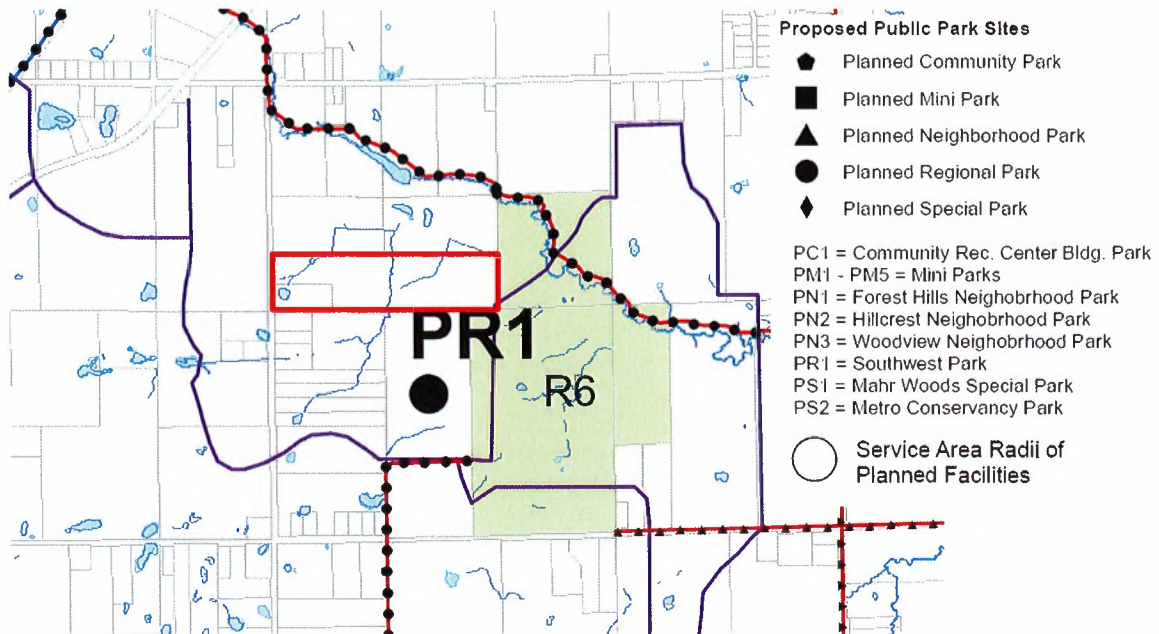 PR1
R6
Proposed Public Park Sites
Planned Community Park
Planned Mini Park
Planned Neighborhood Park
Planned Regional Park
Planned Special Park
PC1 = Community Rec. Center Bldg. Park
PM1 - PM5 = Mini Parks
PN1 = Forest Hills Neighobrhood Park
PN2 = Hillcrest Neighobrhood Park
PN3 = Woodview Neighobrhood Park
PR1 = Southwest Park
PS1 = Mahr Woods Special Park
PS2 = Metro Conservancy Park
Service Area Radii of
Planned Facilities